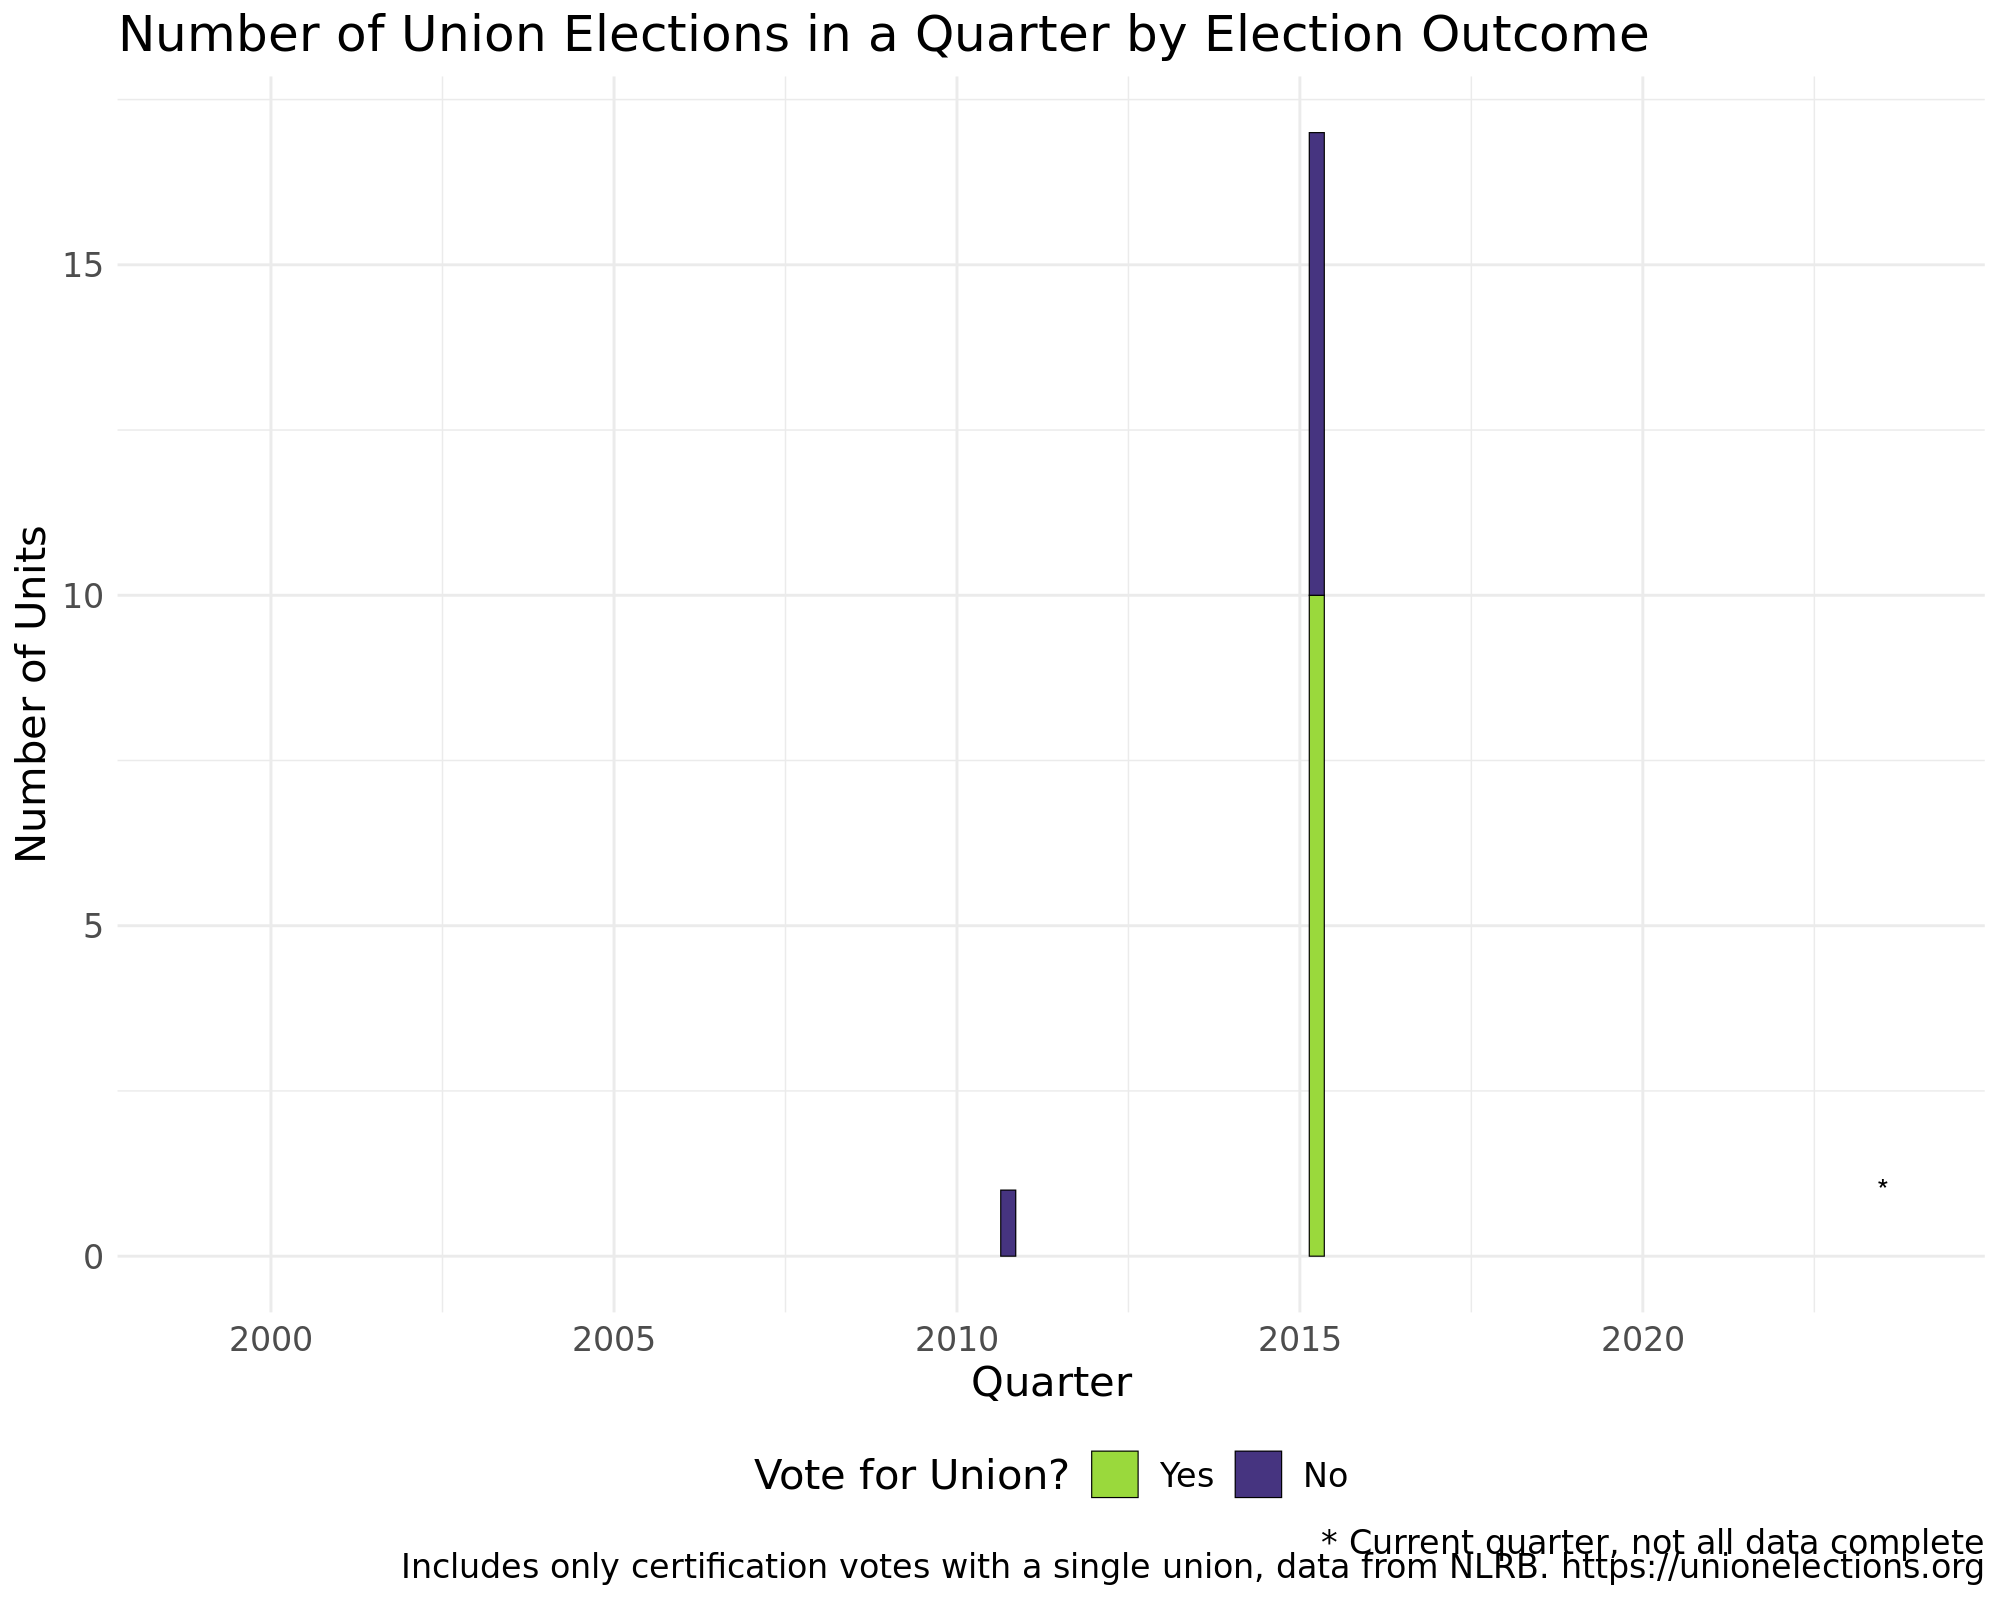 Number of Union Elections in a Quarter by Election Outcome
Number of Units
15
10
5
0
*
2000 2005 2010 2015 2020
Quarter
Vote for Union? Yes No
* Current quarter, not all data complete
Includes only certification votes with a single union, data from NLRB. https://unionelections.org